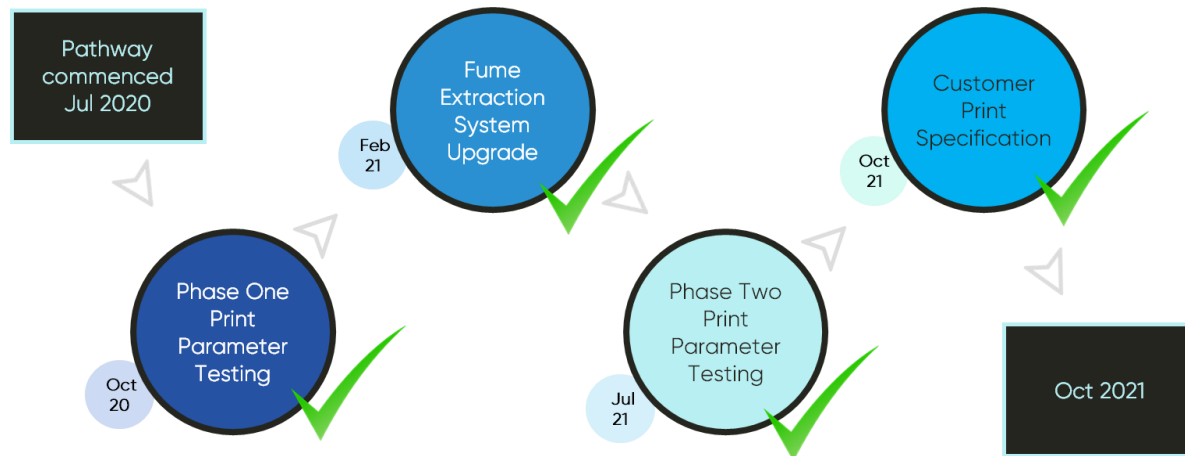 Pathway
commenced
Jul 2020
Phase One
Print
Parameter
Testing
Oct
20
Fume
Extraction
System
Upgrade
Feb
21
Phase Two
Print
Parameter
Testing
Jul
21
Customer
Print
Specification
Oct
21
Oct 2021